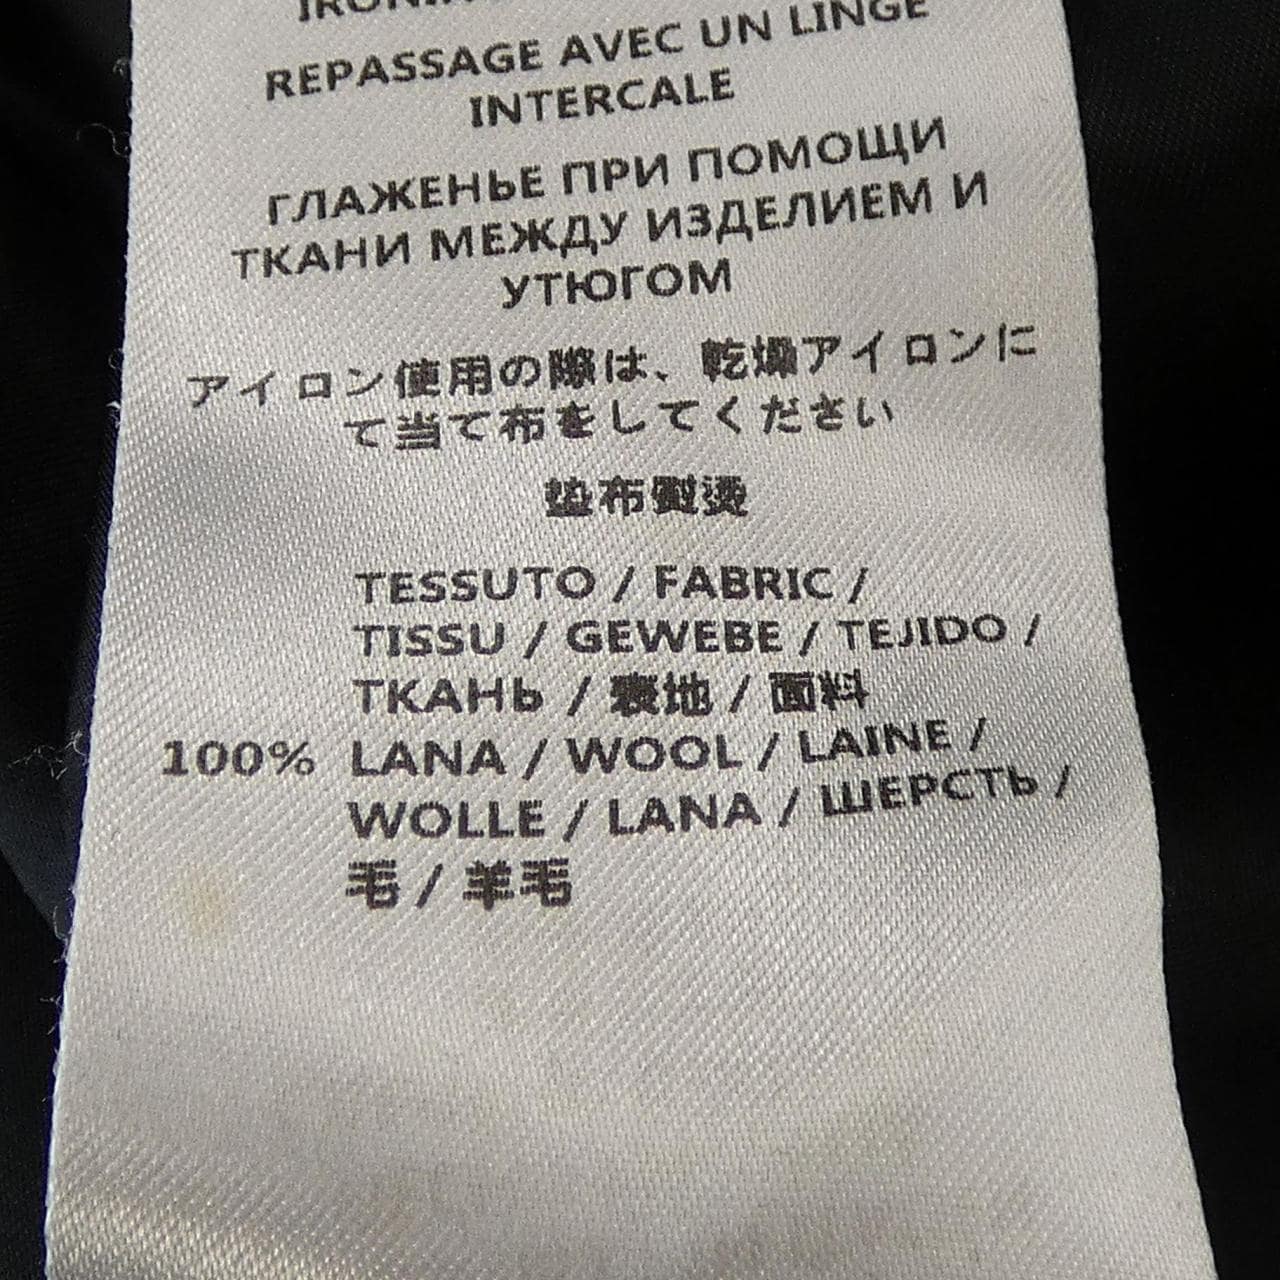 REPASSAGE AVEC UN LINGE
INTERCALE
ГЛАЖЕНЬЕ ПРИ ПОМОЩИ
ТКАНИ МЕЖДУ ИЗДЕЛИЕМ И
УТЮГОМ
アイロン使用の際は、乾燥アイロンに
て当て布をしてください
垫布熨烫
TESSUTO / FABRIC /
TISSU / GEWEBE / TEJIDO /
ТКАНЬ / 表地 / 面料
100% LANA / WOOL / LAINE /
WOLLE / LANA / ШЕРСТЬ /
毛 / 羊毛